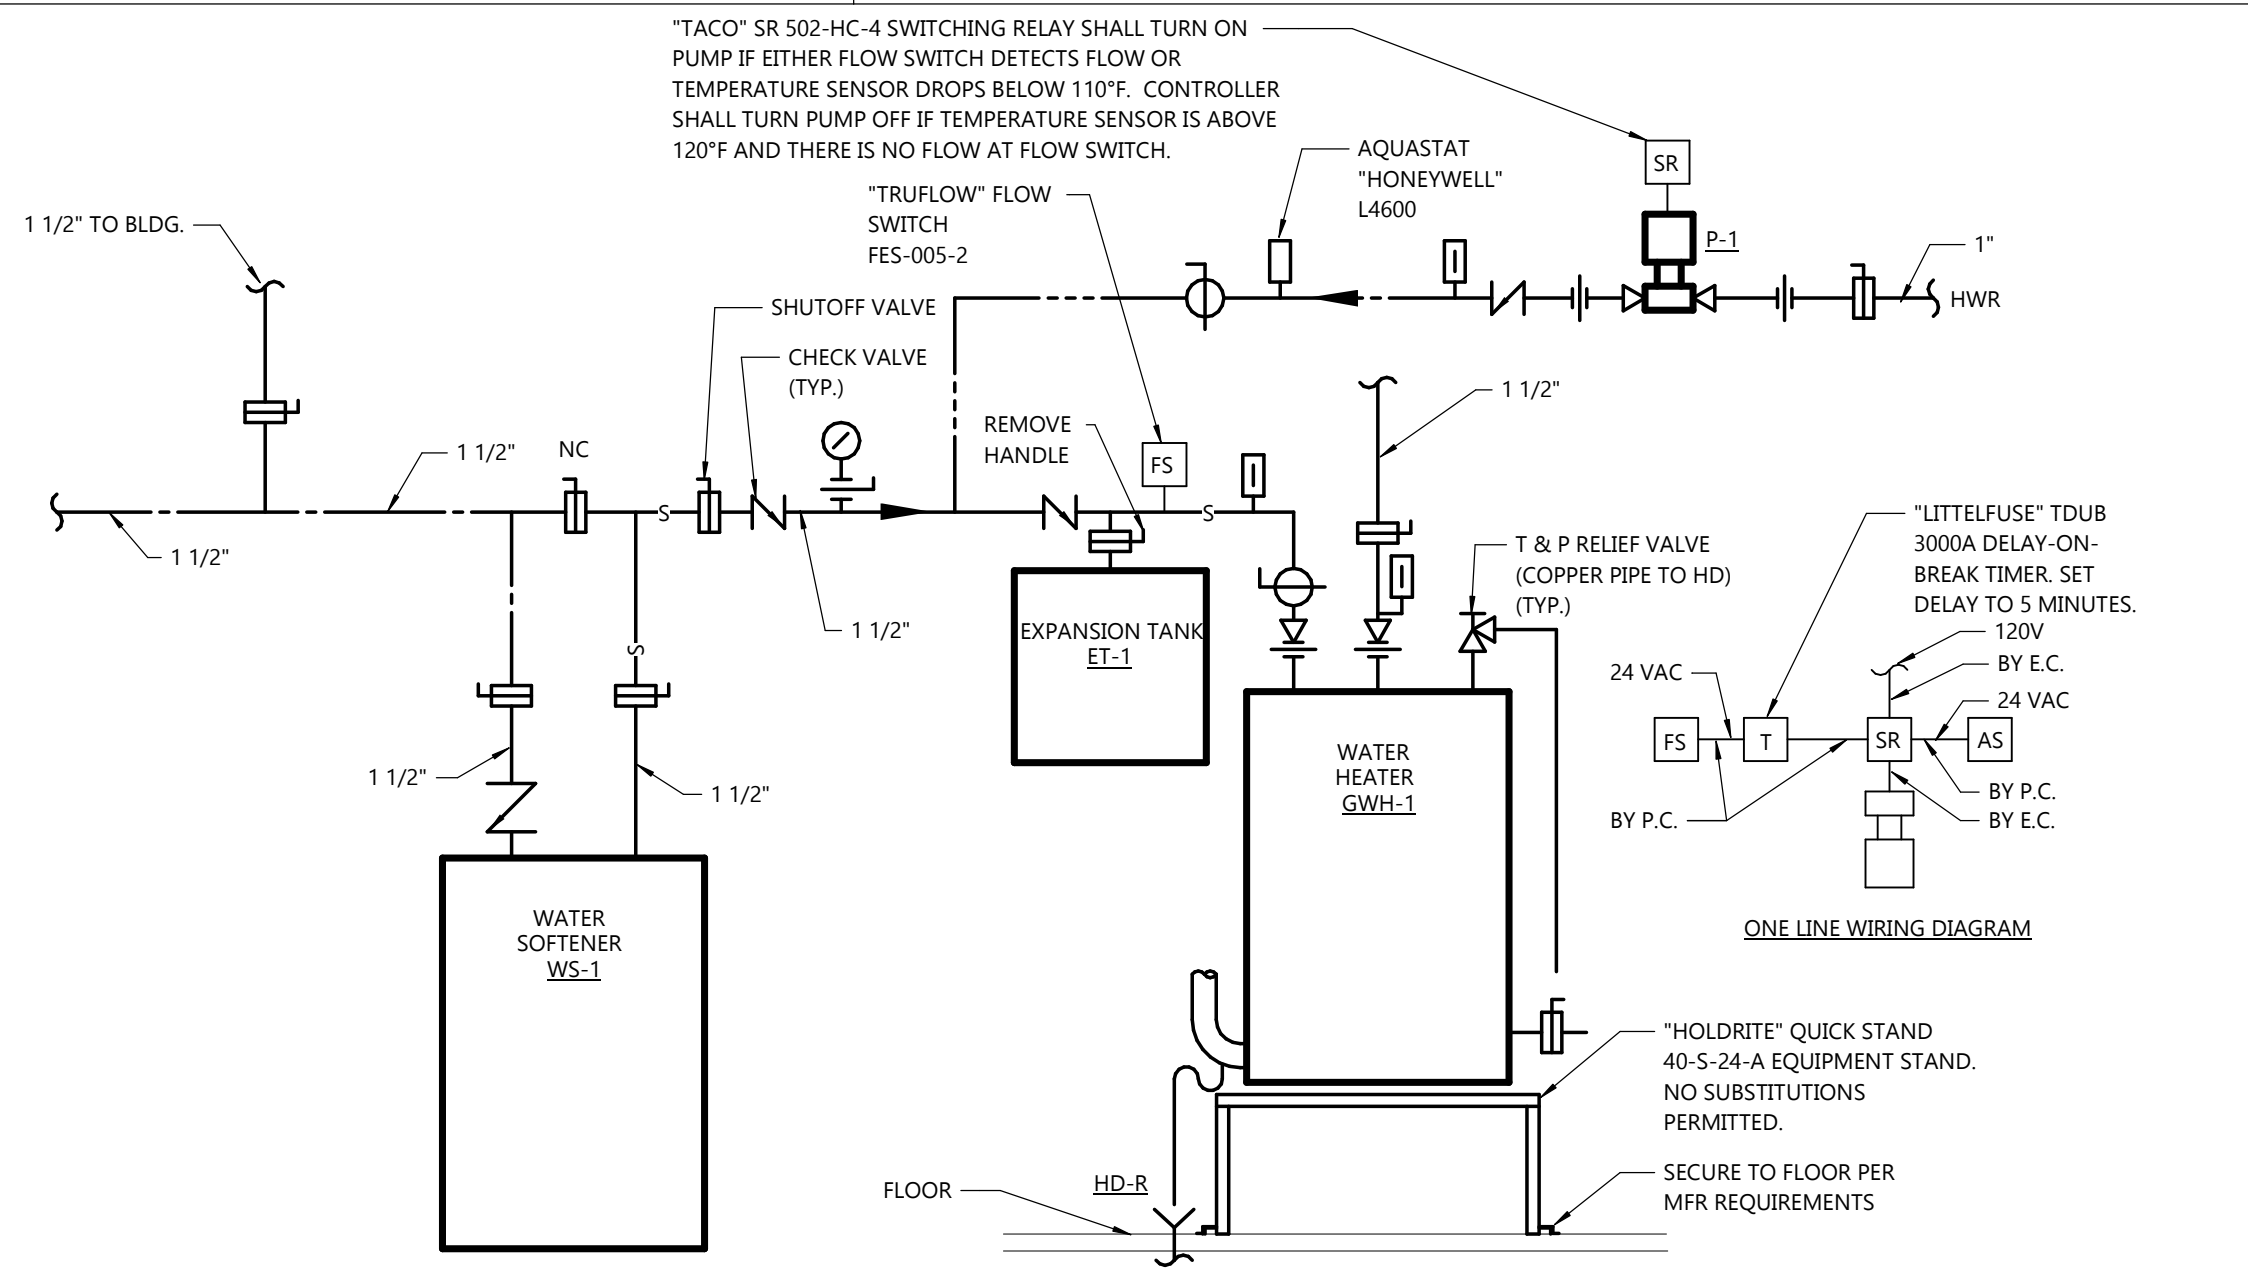 "TACO" SR 502-HC-4 SWITCHING RELAY SHALL TURN ON
PUMP IF EITHER FLOW SWITCH DETECTS FLOW OR
TEMPERATURE SENSOR DROPS BELOW 110°F. CONTROLLER
SHALL TURN PUMP OFF IF TEMPERATURE SENSOR IS ABOVE
120°F AND THERE IS NO FLOW AT FLOW SWITCH.
AQUASTAT
"HONEYWELL"
L4600
SR
"TRUFLOW" FLOW
SWITCH
FES-005-2
1 1/2" TO BLDG.
P-1
1"
HWR
SHUTOFF VALVE
CHECK VALVE
(TYP.)
1 1/2"
REMOVE
HANDLE
FS
1 1/2"
NC
S
S
1 1/2"
"LITTELFUSE" TDUB
3000A DELAY-ON-
BREAK TIMER. SET
DELAY TO 5 MINUTES.
T & P RELIEF VALVE
(COPPER PIPE TO HD)
(TYP.)
EXPANSION TANK
ET-1
1 1/2"
S
120V
BY E.C.
24 VAC
24 VAC
FS
T
SR
AS
BY P.C.
BY P.C.
BY E.C.
1 1/2"
1 1/2"
WATER
HEATER
GWH-1
WATER
SOFTENER
WS-1
ONE LINE WIRING DIAGRAM
"HOLDRITE" QUICK STAND
40-S-24-A EQUIPMENT STAND.
NO SUBSTITUTIONS
PERMITTED.
SECURE TO FLOOR PER
MFR REQUIREMENTS
FLOOR
HD-R